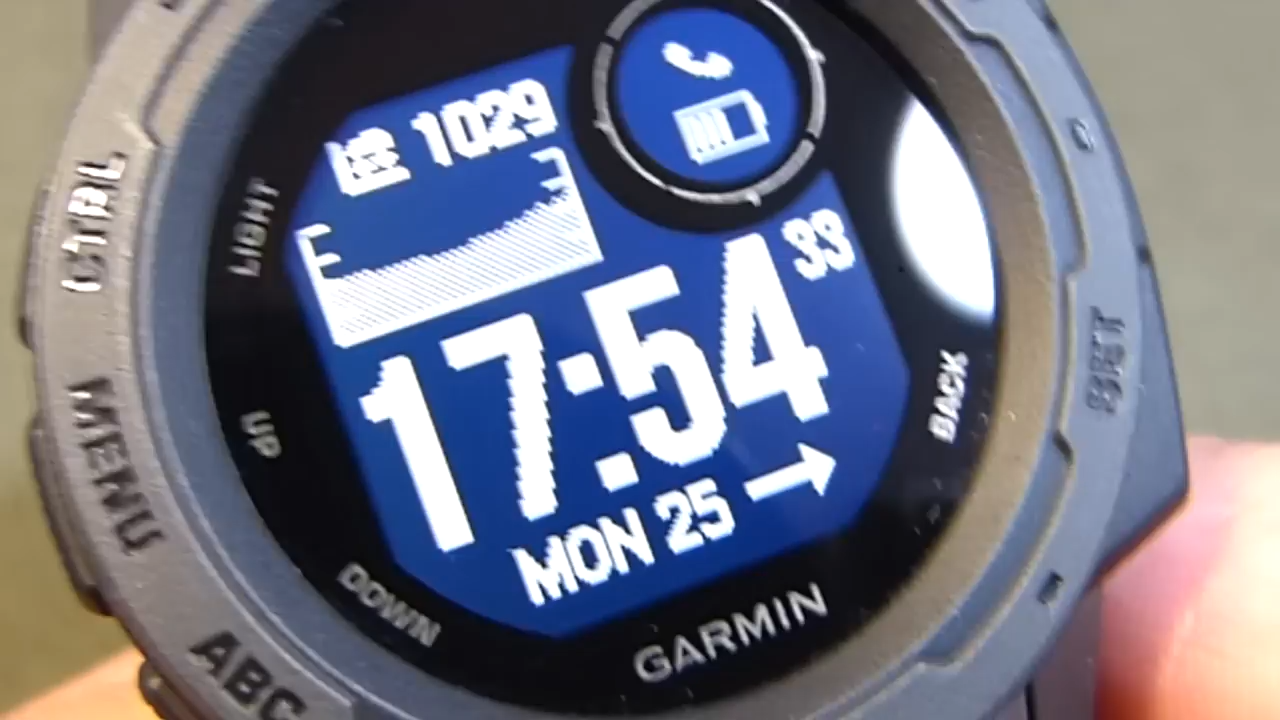 1029
17:54 33
MON 25
GARMIN
CTRL
LIGHT
MENU
UP
DOWN
ABC
SET
BACK